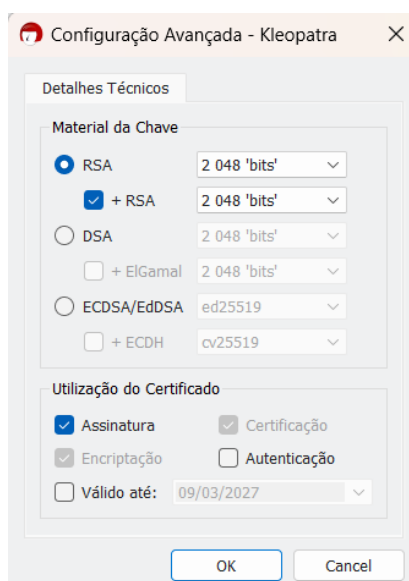 Configuração Avançada - Kleopatra
Detalhes Técnicos
Material da Chave
RSA 2 048 'bits'
+ RSA 2 048 'bits'
DSA 2 048 'bits'
+ ElGamal 2 048 'bits'
ECDSA/EdDSA ed25519
+ ECDH cv25519
Utilização do Certificado
Assinatura Certificação
Encriptação Autenticação
Válido até: 09/03/2027
OK Cancel